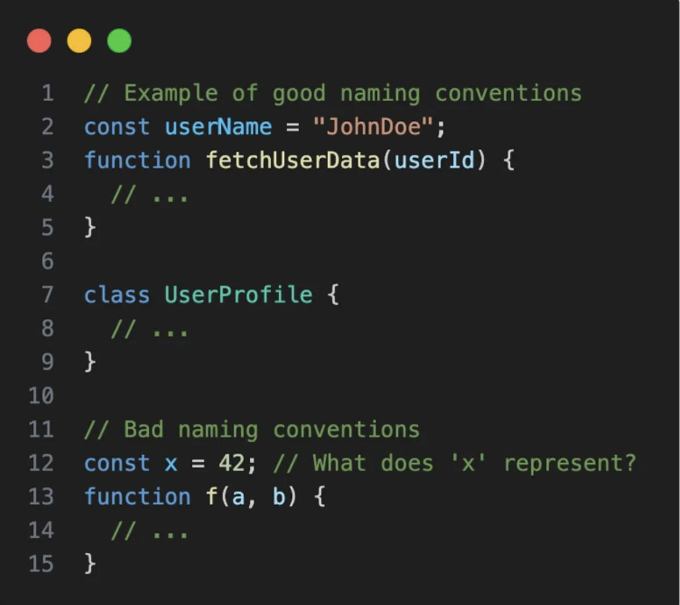 1 // Example of good naming conventions
2 const userName = "JohnDoe";
3 function fetchUserData(userId) {
4   // ...
5 }
6
7 class UserProfile {
8   // ...
9 }
10
11 // Bad naming conventions
12 const x = 42; // What does 'x' represent?
13 function f(a, b) {
14   // ...
15 }